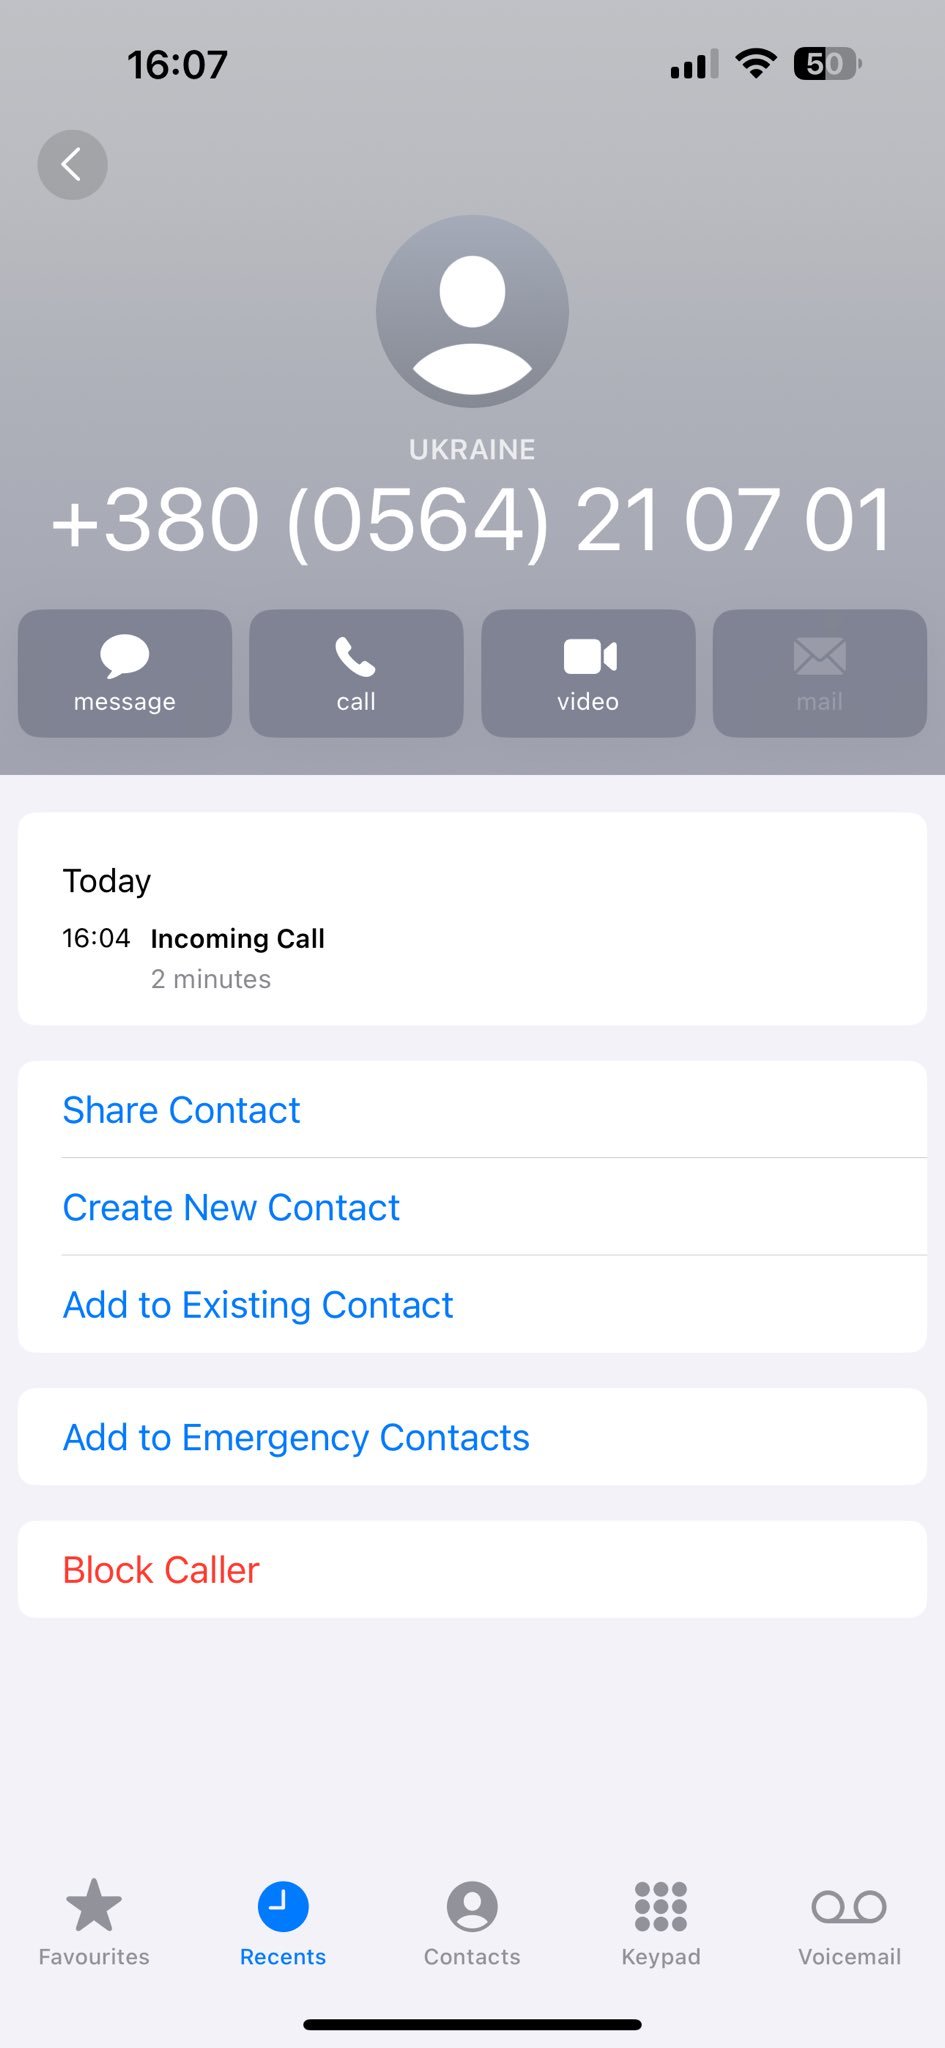 16:07
50
UKRAINE
+380 (0564) 21 07 01
message call video mail
Today
16:04 Incoming Call
2 minutes
Share Contact
Create New Contact
Add to Existing Contact
Add to Emergency Contacts
Block Caller
Favourites Recents Contacts Keypad Voicemail